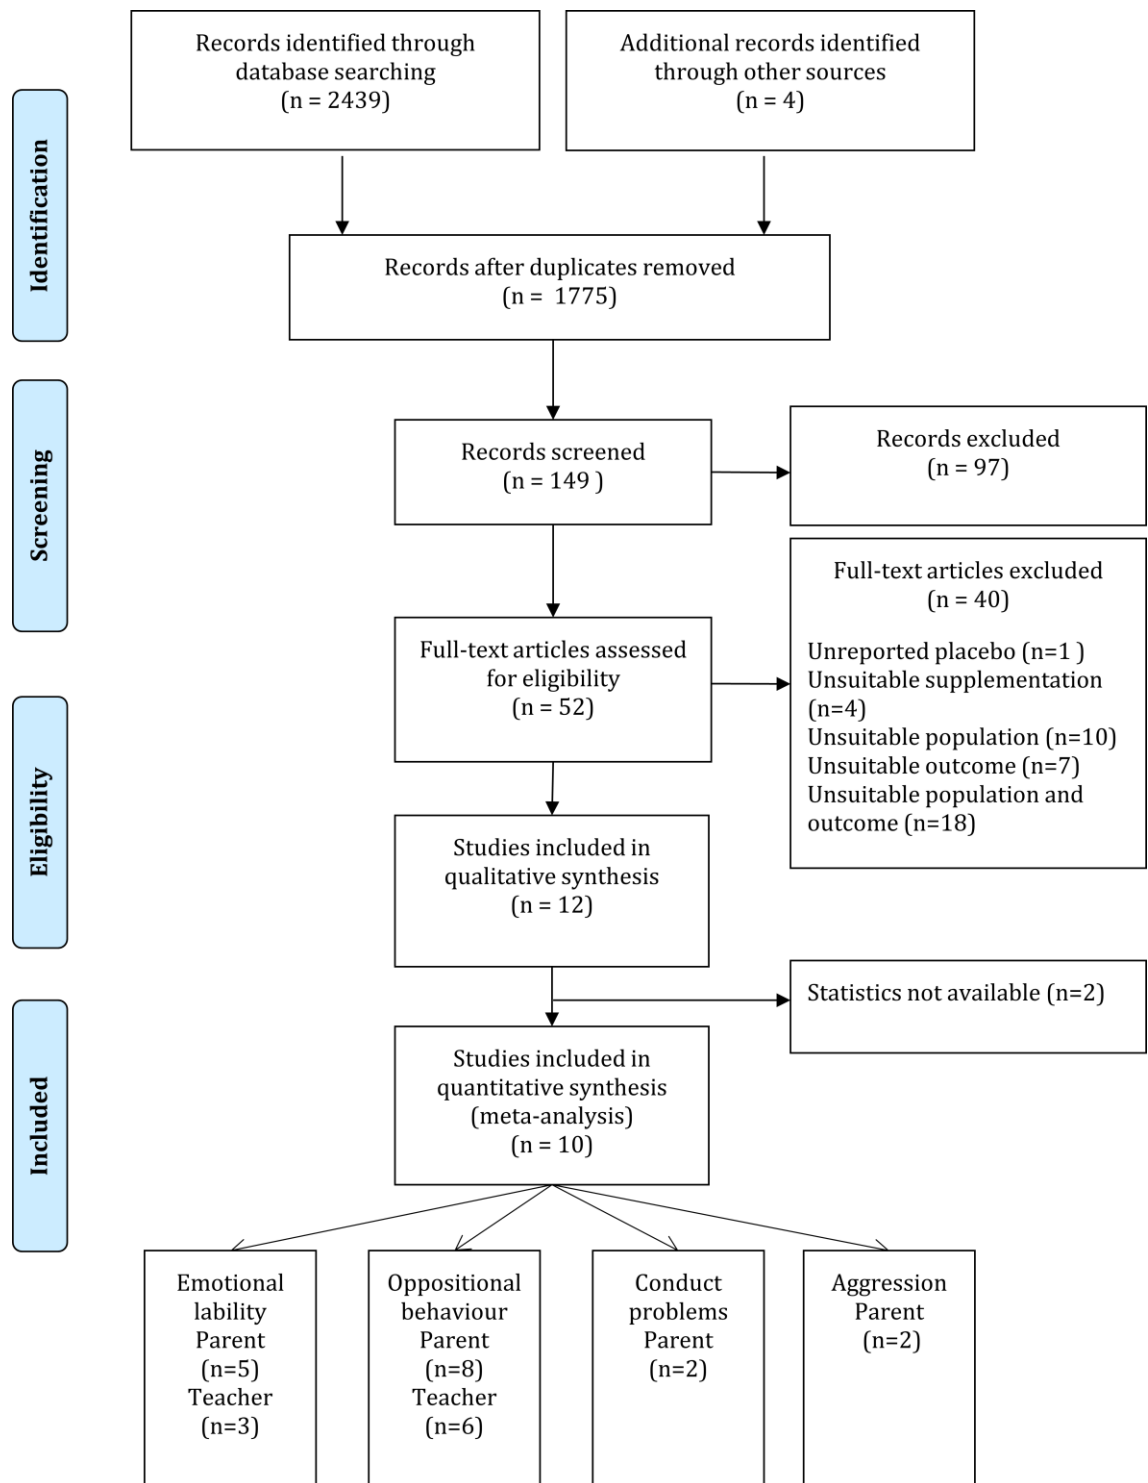 Records identified through
database searching
(n = 2439)
Additional records identified
through other sources
(n = 4)
Identification
Records after duplicates removed
(n =  1775)
Screening
Records screened
(n = 149 )
Records excluded
(n = 97)
Full-text articles assessed
for eligibility
(n = 52)
Full-text articles excluded
(n = 40)
Unreported placebo (n=1 )
Unsuitable supplementation
(n=4)
Unsuitable population (n=10)
Unsuitable outcome (n=7)
Unsuitable population and
outcome (n=18)
Eligibility
Studies included in
qualitative synthesis
(n = 12)
Statistics not available (n=2)
Included
Studies included in
quantitative synthesis
(meta-analysis)
(n = 10)
Emotional
lability
Parent
(n=5)
Teacher
(n=3)
Oppositional
behaviour
Parent
(n=8)
Teacher
(n=6)
Conduct
problems
Parent
(n=2)
Aggression
Parent
(n=2)